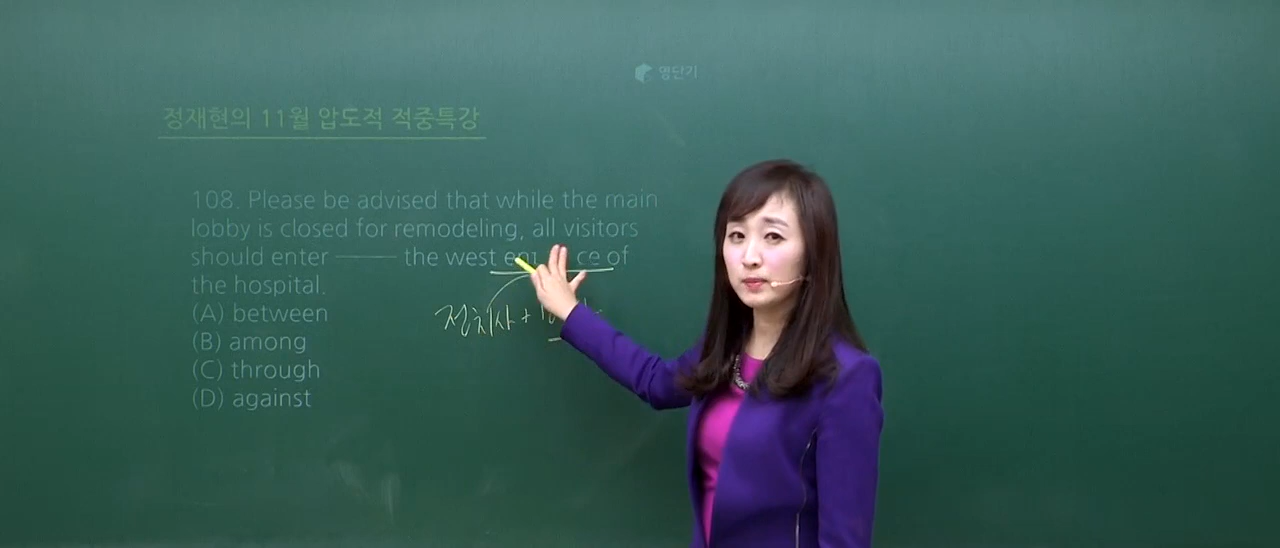 영단기
정재현의 11월 압도적 적중특강
108. Please be advised that while the main
lobby is closed for remodeling, all visitors
should enter ——— the west of
the hospital.
(A) between
(B) among
(C) through
(D) against
전치사 +